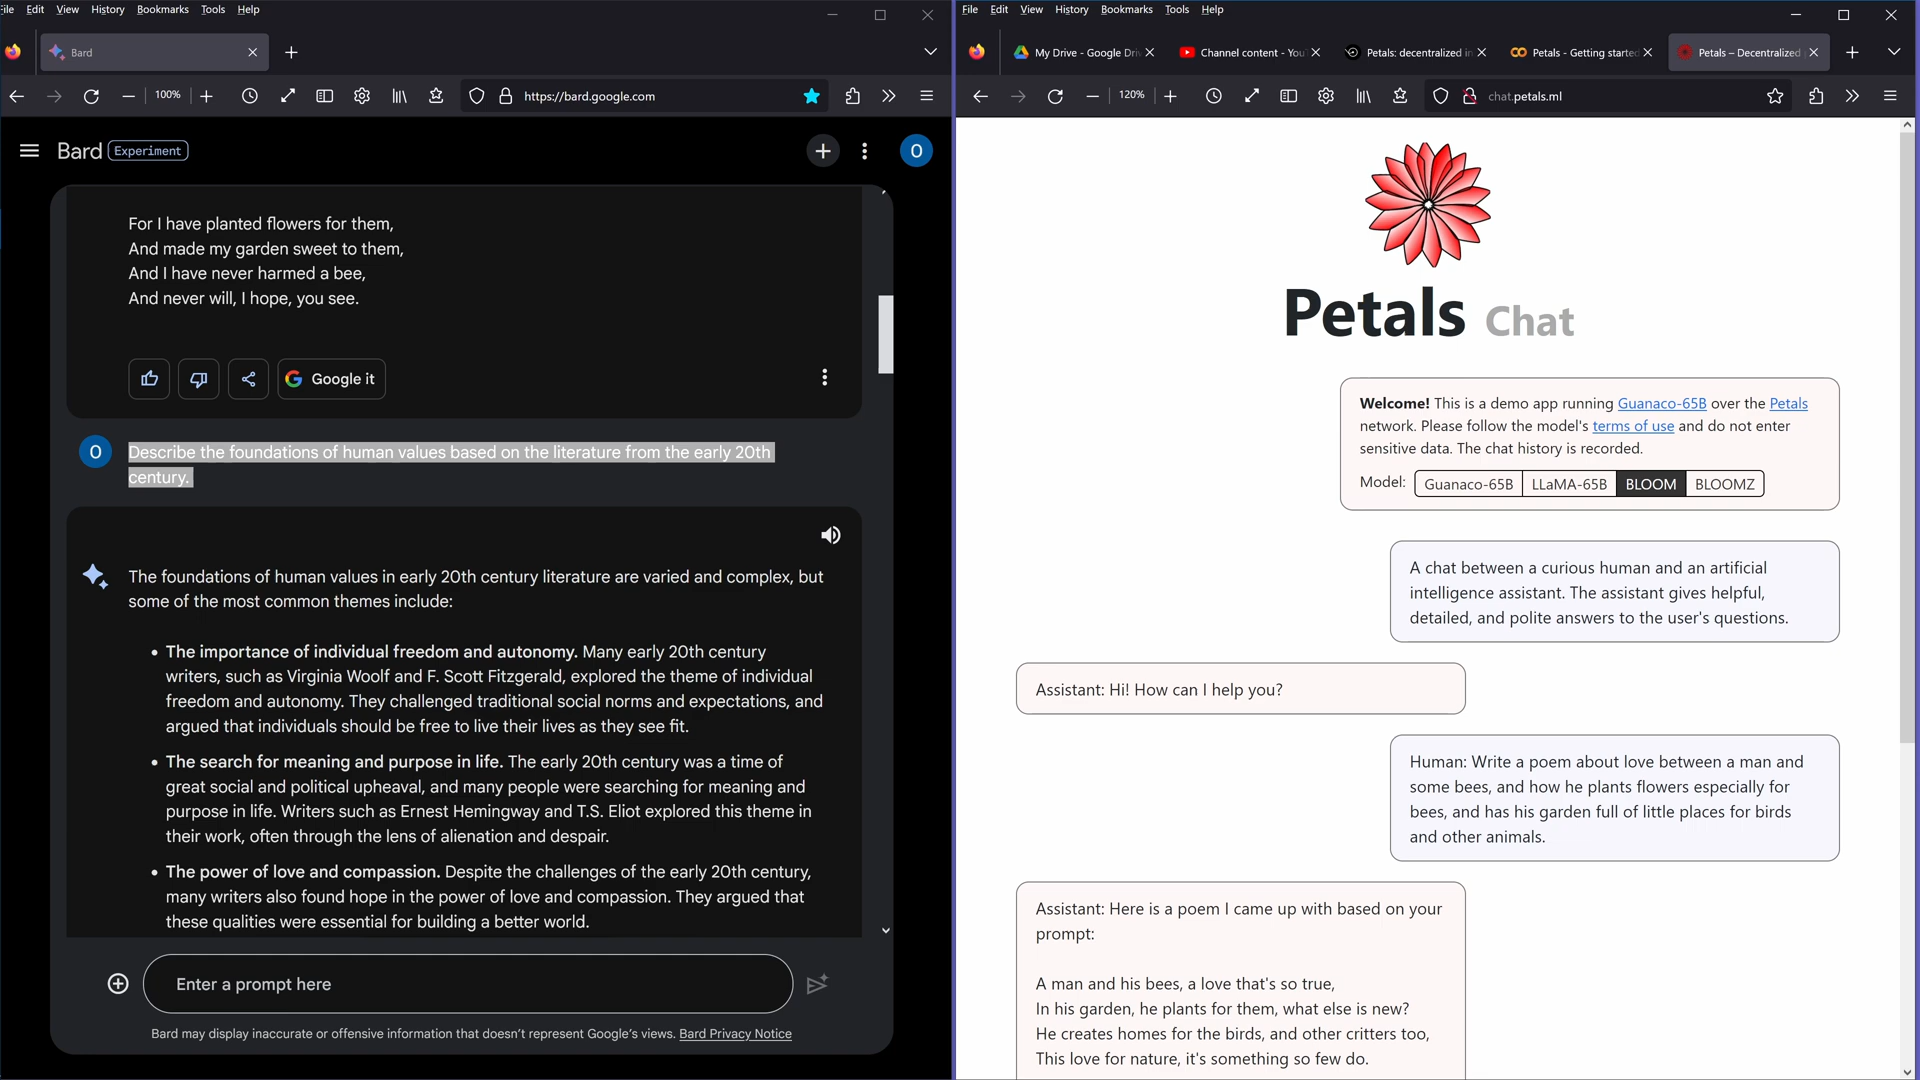 ile Edit View History Bookmarks Tools Help
Bard
100%
https://bard.google.com
Bard Experiment
O
For I have planted flowers for them,
And made my garden sweet to them,
And I have never harmed a bee,
And never will, I hope, you see.
Google it
O
Describe the foundations of human values based on the literature from the early 20th
century.
The foundations of human values in early 20th century literature are varied and complex, but
some of the most common themes include:
• The importance of individual freedom and autonomy. Many early 20th century
writers, such as Virginia Woolf and F. Scott Fitzgerald, explored the theme of individual
freedom and autonomy. They challenged traditional social norms and expectations, and
argued that individuals should be free to live their lives as they see fit.
• The search for meaning and purpose in life. The early 20th century was a time of
great social and political upheaval, and many people were searching for meaning and
purpose in life. Writers such as Ernest Hemingway and T.S. Eliot explored this theme in
their work, often through the lens of alienation and despair.
• The power of love and compassion. Despite the challenges of the early 20th century,
many writers also found hope in the power of love and compassion. They argued that
these qualities were essential for building a better world.
Enter a prompt here
Bard may display inaccurate or offensive information that doesn't represent Google's views. Bard Privacy Notice
File Edit View History Bookmarks Tools Help
My Drive - Google Driv
Channel content - You
Petals: decentralized in
Petals - Getting started
Petals – Decentralized
120%
chat.petals.ml
Petals Chat
Welcome! This is a demo app running Guanaco-65B over the Petals
network. Please follow the model's terms of use and do not enter
sensitive data. The chat history is recorded.
Model: Guanaco-65B LLaMA-65B BLOOM BLOOMZ
A chat between a curious human and an artificial
intelligence assistant. The assistant gives helpful,
detailed, and polite answers to the user's questions.
Assistant: Hi! How can I help you?
Human: Write a poem about love between a man and
some bees, and how he plants flowers especially for
bees, and has his garden full of little places for birds
and other animals.
Assistant: Here is a poem I came up with based on your
prompt:
A man and his bees, a love that's so true,
In his garden, he plants for them, what else is new?
He creates homes for the birds, and other critters too,
This love for nature, it's something so few do.